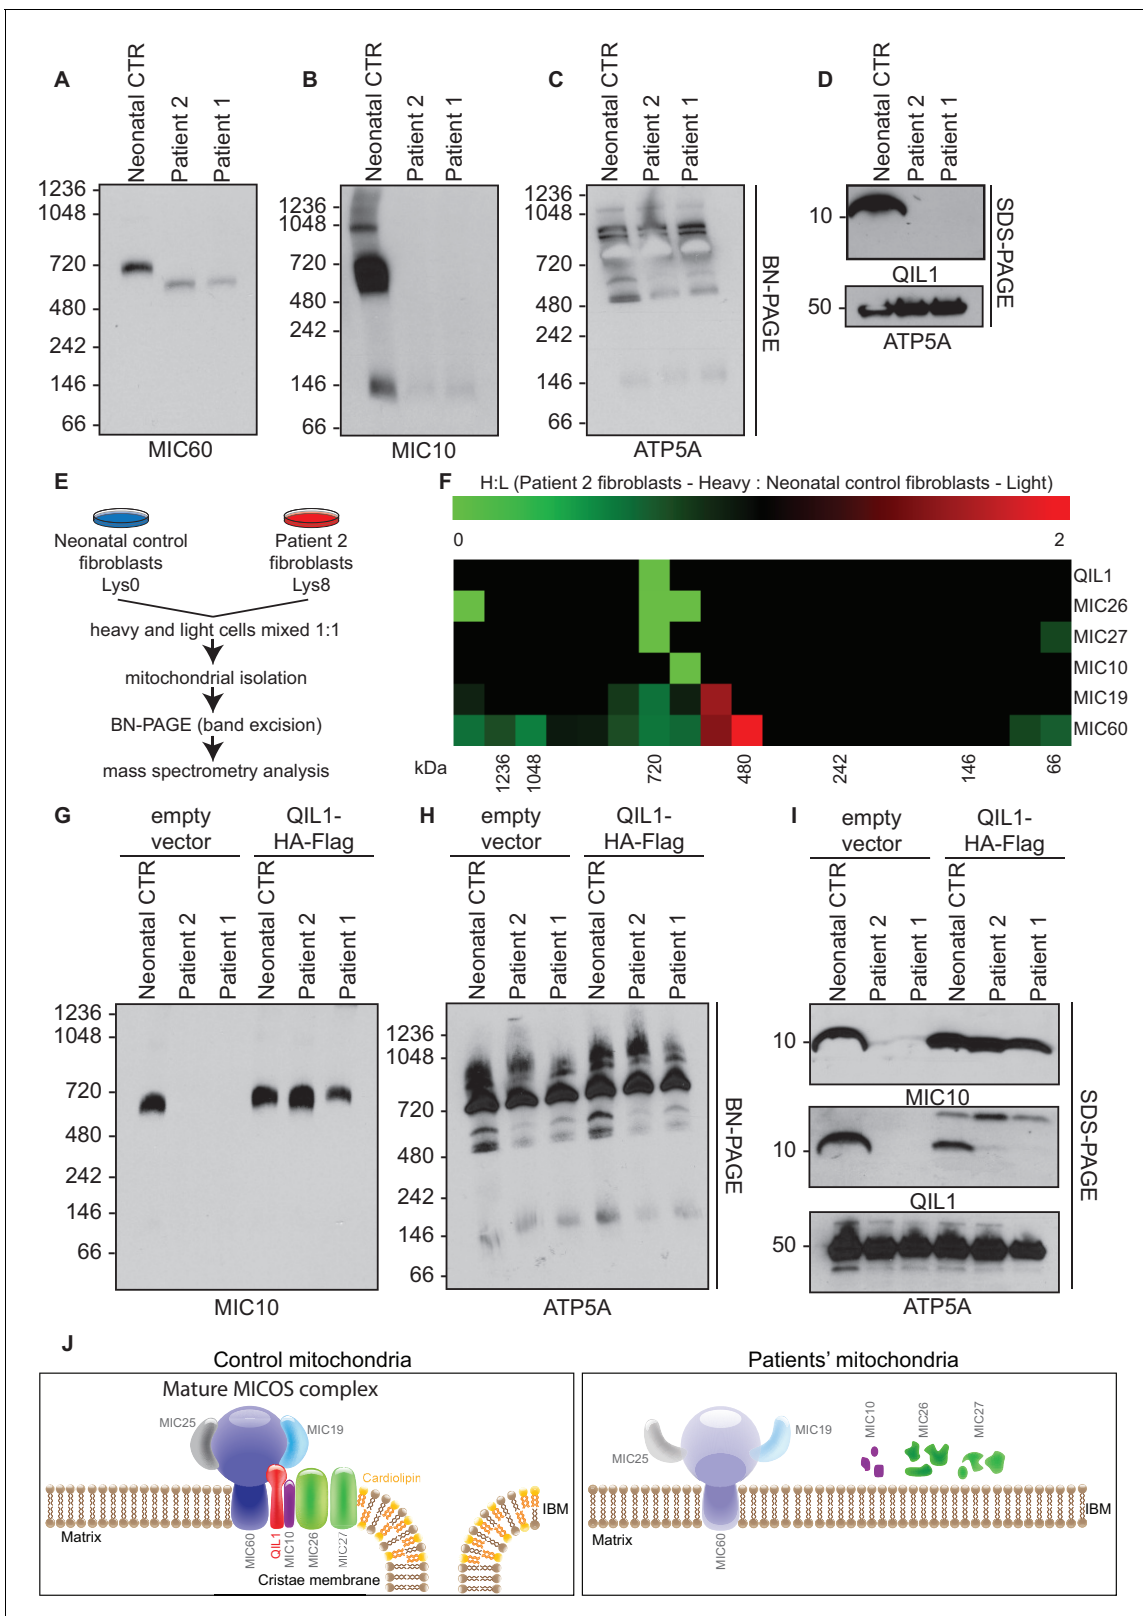 A
Neonatal CTR
Patient 2
Patient 1
1236
1048
720
480
242
146
66
MIC60
B
Neonatal CTR
Patient 2
Patient 1
1236
1048
720
480
242
146
66
MIC10
C
Neonatal CTR
Patient 2
Patient 1
1236
1048
720
480
242
146
66
ATP5A
BN-PAGE
D
Neonatal CTR
Patient 2
Patient 1
10
QIL1
50
ATP5A
SDS-PAGE
E
Neonatal control
fibroblasts
Lys0
Patient 2
fibroblasts
Lys8
heavy and light cells mixed 1:1
mitochondrial isolation
BN-PAGE (band excision)
mass spectrometry analysis
F
H:L (Patient 2 fibroblasts - Heavy : Neonatal control fibroblasts - Light)
0
2
QIL1
MIC26
MIC27
MIC10
MIC19
MIC60
kDa
1236
1048
720
480
242
146
66
G
empty
vector
QIL1-
HA-Flag
Neonatal CTR
Patient 2
Patient 1
Neonatal CTR
Patient 2
Patient 1
1236
1048
720
480
242
146
66
MIC10
H
empty
vector
QIL1-
HA-Flag
Neonatal CTR
Patient 2
Patient 1
Neonatal CTR
Patient 2
Patient 1
1236
1048
720
480
242
146
66
ATP5A
BN-PAGE
I
empty
vector
QIL1-
HA-Flag
Neonatal CTR
Patient 2
Patient 1
Neonatal CTR
Patient 2
Patient 1
10
MIC10
10
QIL1
50
ATP5A
SDS-PAGE
J
Control mitochondria
Mature MICOS complex
MIC25
MIC19
Cardiolipin
IBM
Matrix
MIC60
QIL1
MIC10
MIC26
MIC27
Cristae membrane
Patients' mitochondria
MIC25
MIC19
MIC10
MIC26
MIC27
IBM
Matrix
MIC60